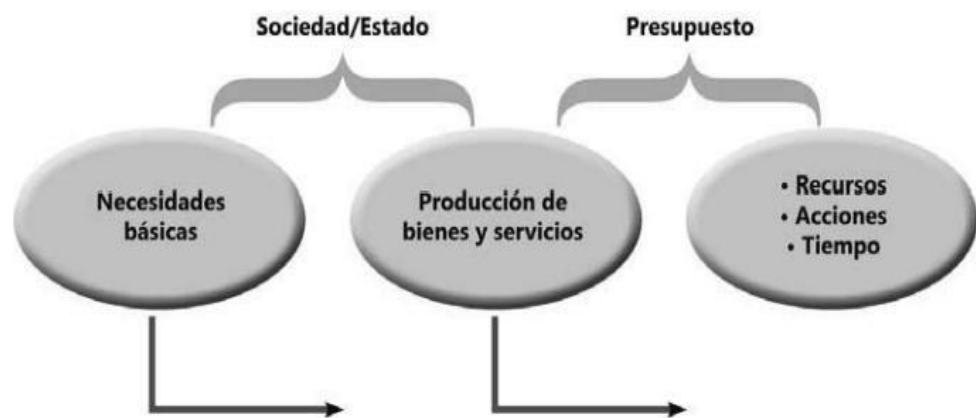 Sociedad/Estado
Presupuesto
Necesidades
básicas
Producción de
bienes y servicios
• Recursos
• Acciones
• Tiempo